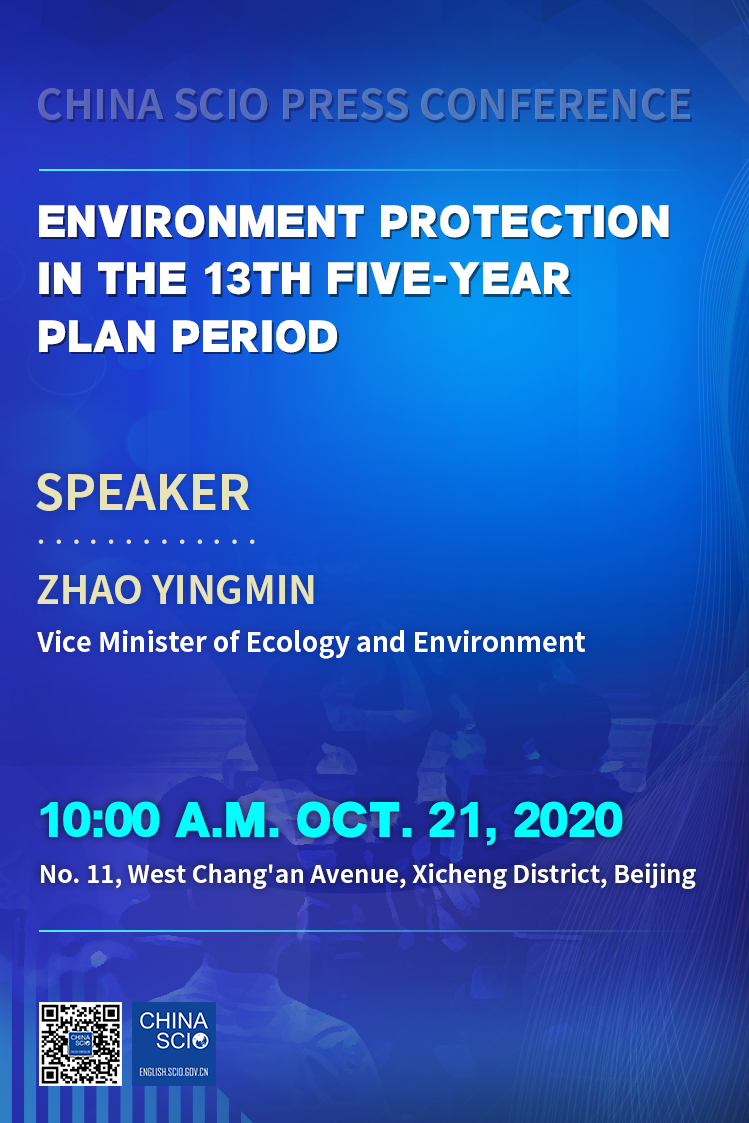 CHINA SCIO PRESS CONFERENCE
ENVIRONMENT PROTECTION
IN THE 13TH FIVE-YEAR
PLAN PERIOD
SPEAKER
ZHAO YINGMIN
Vice Minister of Ecology and Environment
10:00 A.M. OCT. 21, 2020
No. 11, West Chang'an Avenue, Xicheng District, Beijing
CHINA
SCIO
CHINA
SCIO
ENGLISH.SCIO.GOV.CN